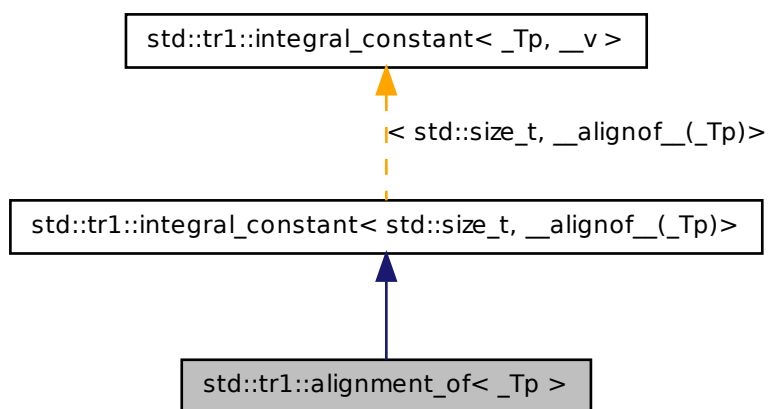 std::tr1::integral_constant< _Tp, __v >
< std::size_t, __alignof__(_Tp)>
std::tr1::integral_constant< std::size_t, __alignof__(_Tp)>
std::tr1::alignment_of< _Tp >